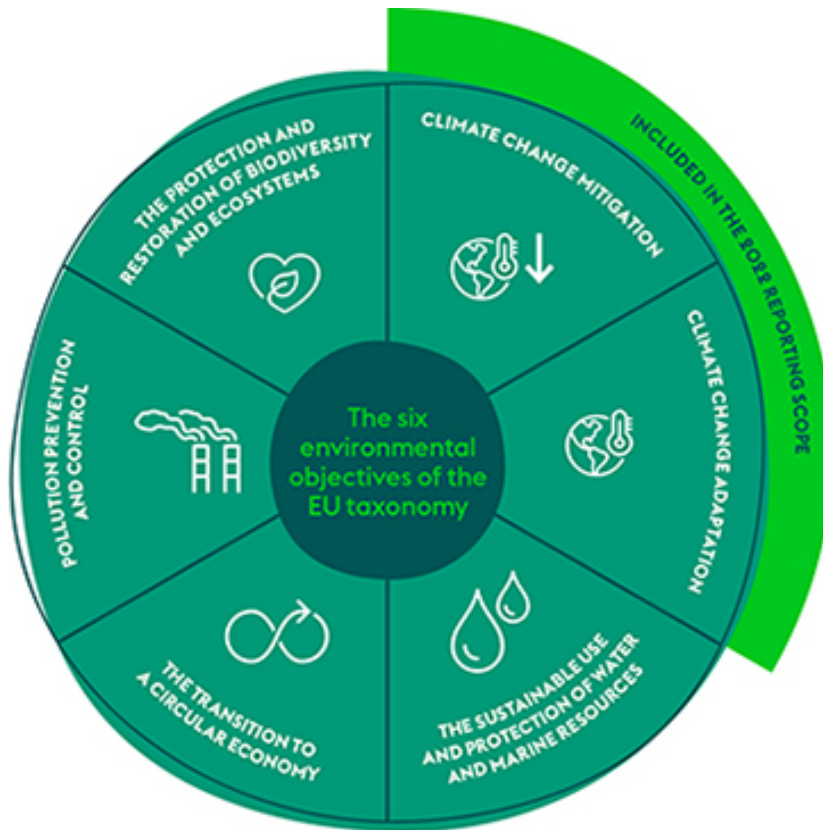 The six
environmental
objectives of the
EU taxonomy
CLIMATE CHANGE MITIGATION
CLIMATE CHANGE ADAPTATION
THE SUSTAINABLE USE
AND PROTECTION OF WATER
AND MARINE RESOURCES
THE TRANSITION TO
A CIRCULAR ECONOMY
POLLUTION PREVENTION
AND CONTROL
THE PROTECTION AND
RESTORATION OF BIODIVERSITY
AND ECOSYSTEMS
INCLUDED IN THE 2022 REPORTING SCOPE